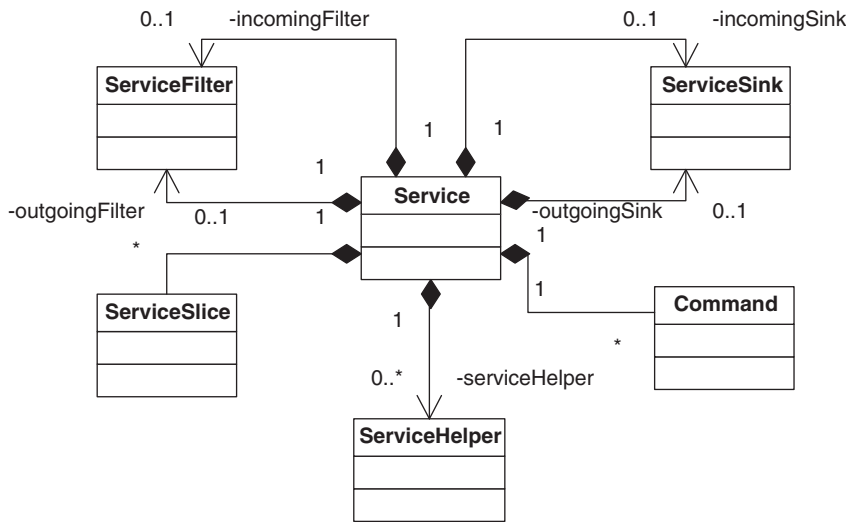 0..1 -incomingFilter 0..1 -incomingSink
ServiceFilter ServiceSink
1 1
1
Service
-outgoingFilter 0..1 1 -outgoingSink 0..1
* 1
ServiceSlice 1 Command
1 *
0..* -serviceHelper
ServiceHelper